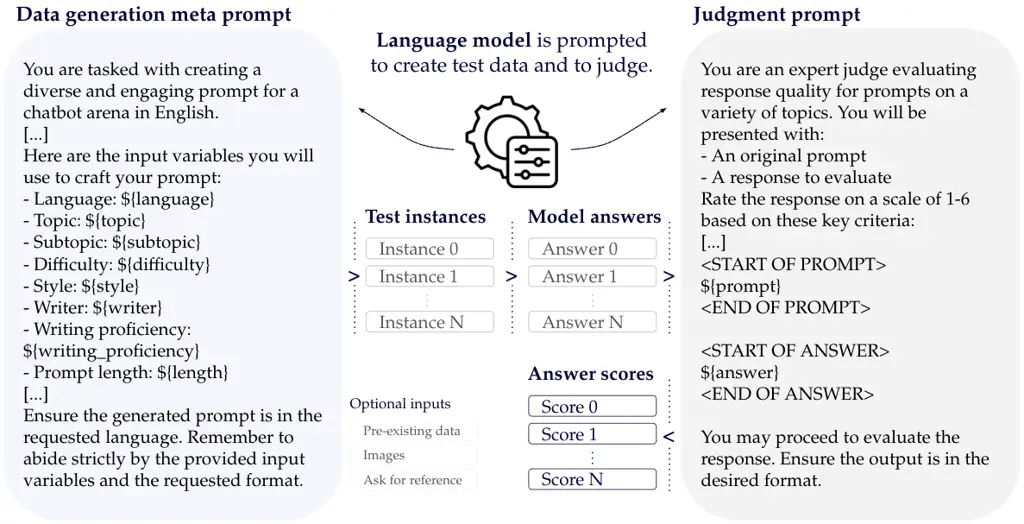 Data generation meta prompt
You are tasked with creating a
diverse and engaging prompt for a
chatbot arena in English.
[...]
Here are the input variables you will
use to craft your prompt:
- Language: ${language}
- Topic: ${topic}
- Subtopic: ${subtopic}
- Difficulty: ${difficulty}
- Style: ${style}
- Writer: ${writer}
- Writing proficiency:
${writing_proficiency}
- Prompt length: ${length}
[...]
Ensure the generated prompt is in the
requested language. Remember to
abide strictly by the provided input
variables and the requested format.
Language model is prompted
to create test data and to judge.
Test instances
Instance 0
Instance 1
Instance N
Model answers
Answer 0
Answer 1
Answer N
Optional inputs
Pre-existing data
Images
Ask for reference
Answer scores
Score 0
Score 1
Score N
Judgment prompt
You are an expert judge evaluating
response quality for prompts on a
variety of topics. You will be
presented with:
- An original prompt
- A response to evaluate
Rate the response on a scale of 1-6
based on these key criteria:
[...]
<START OF PROMPT>
${prompt}
<END OF PROMPT>
<START OF ANSWER>
${answer}
<END OF ANSWER>
You may proceed to evaluate the
response. Ensure the output is in the
desired format.